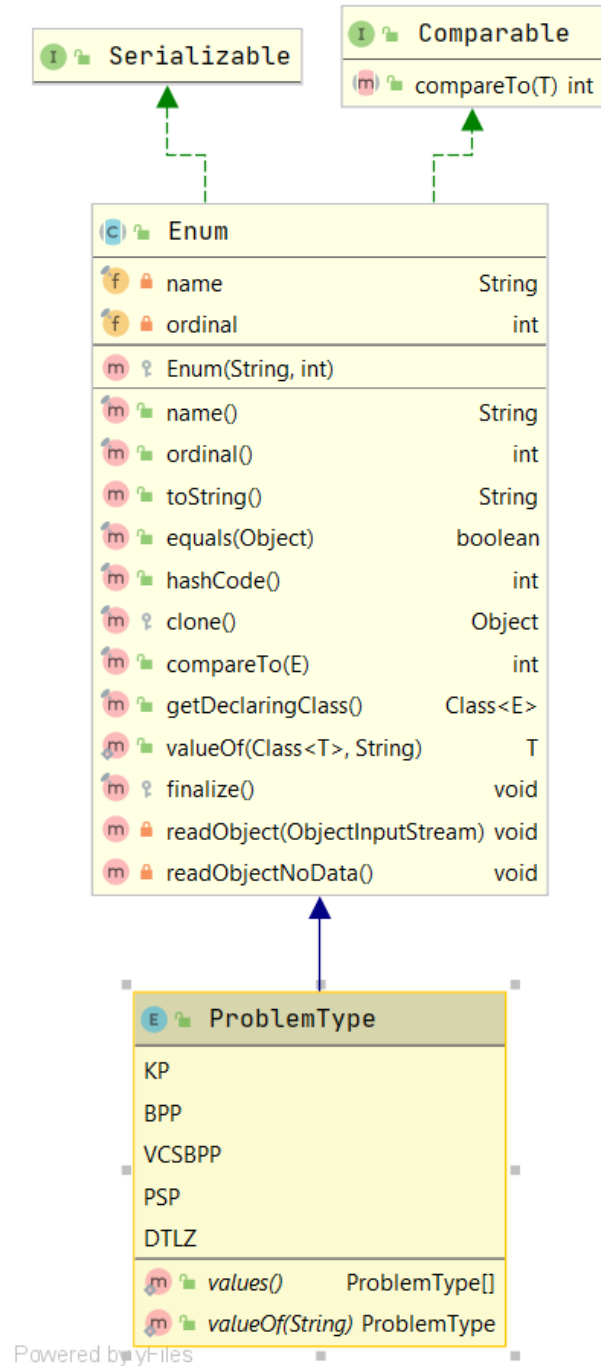 I Serializable
I Comparable
m compareTo(T) int
C Enum
f name String
f ordinal int
m Enum(String, int)
m name() String
m ordinal() int
m toString() String
m equals(Object) boolean
m hashCode() int
m clone() Object
m compareTo(E) int
m getDeclaringClass() Class<E>
m valueOf(Class<T>, String) T
m finalize() void
m readObject(ObjectInputStream) void
m readObjectNoData() void
E ProblemType
KP
BPP
VCSBPP
PSP
DTLZ
m values() ProblemType[]
m valueOf(String) ProblemType
Powered by yFiles